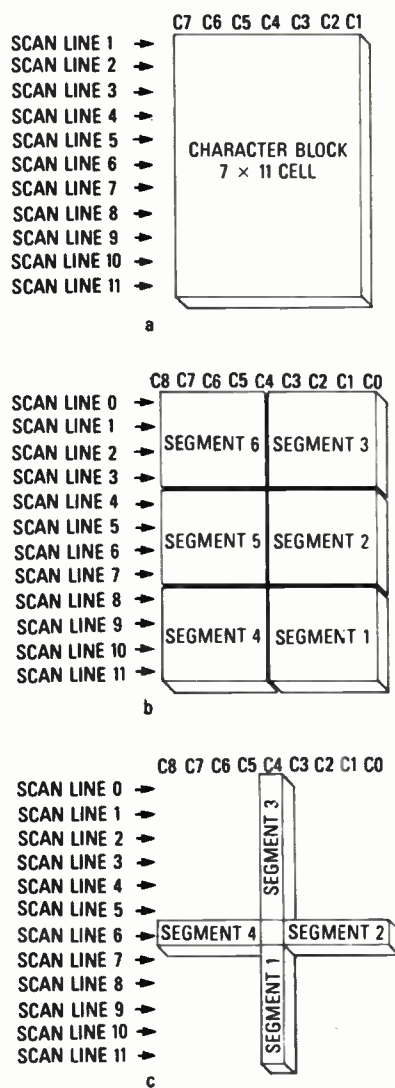 C7 C6 C5 C4 C3 C2 C1
SCAN LINE 1
SCAN LINE 2
SCAN LINE 3
SCAN LINE 4
SCAN LINE 5
SCAN LINE 6
SCAN LINE 7
SCAN LINE 8
SCAN LINE 9
SCAN LINE 10
SCAN LINE 11
CHARACTER BLOCK
7 × 11 CELL
a
C8 C7 C6 C5 C4 C3 C2 C1 C0
SCAN LINE 0
SCAN LINE 1
SCAN LINE 2
SCAN LINE 3
SCAN LINE 4
SCAN LINE 5
SCAN LINE 6
SCAN LINE 7
SCAN LINE 8
SCAN LINE 9
SCAN LINE 10
SCAN LINE 11
SEGMENT 6 SEGMENT 3
SEGMENT 5 SEGMENT 2
SEGMENT 4 SEGMENT 1
b
C8 C7 C6 C5 C4 C3 C2 C1 C0
SCAN LINE 0
SCAN LINE 1
SCAN LINE 2
SCAN LINE 3
SCAN LINE 4
SCAN LINE 5
SCAN LINE 6
SCAN LINE 7
SCAN LINE 8
SCAN LINE 9
SCAN LINE 10
SCAN LINE 11
SEGMENT 3
SEGMENT 4 SEGMENT 2
SEGMENT 1
c